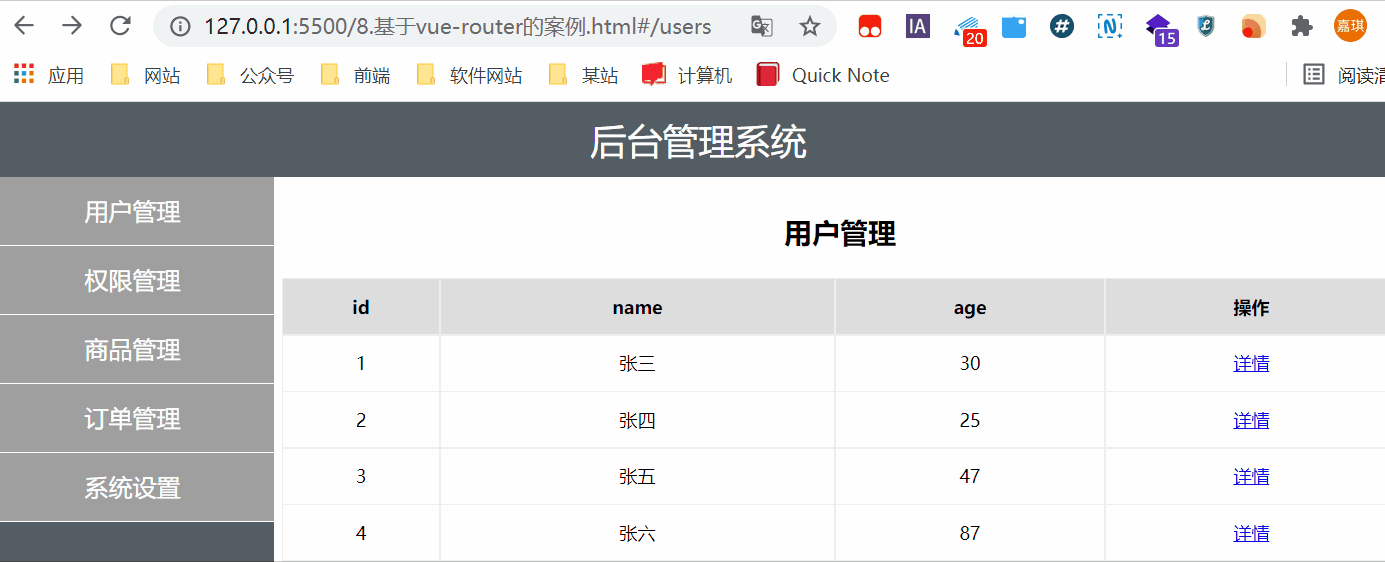 127.0.0.1:5500/8.基于vue-router的案例.html#/users
IA
20
#
N
15
嘉琪
应用 网站 公众号 前端 软件网站 某站 计算机 Quick Note 阅读清
后台管理系统
用户管理
权限管理
商品管理
订单管理
系统设置
用户管理
id name age 操作
1 张三 30 详情
2 张四 25 详情
3 张五 47 详情
4 张六 87 详情